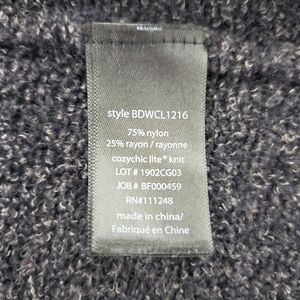 style BDWCL1216
75% nylon
25% rayon / rayonne
cozychic lite® knit
LOT # 1902CG03
JOB # BF000459
RN#111248
made in china/
Fabriqué en Chine